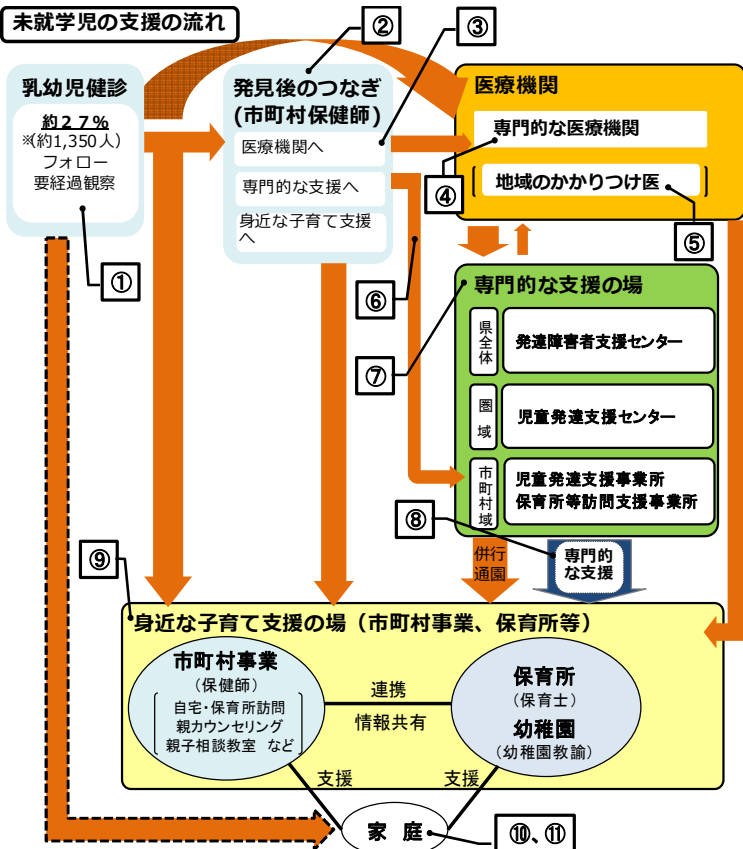 未就学児の支援の流れ
②
③
乳幼児健診
約27%
※(約1,350人)
フォロー
要経過観察
①
発見後のつなぎ
(市町村保健師)
医療機関へ
専門的な支援へ
身近な子育て支援
へ
医療機関
専門的な医療機関
④
地域のかかりつけ医
⑤
⑥
⑦
専門的な支援の場
県全体
発達障害者支援センター
圏域
児童発達支援センター
市町村域
児童発達支援事業所
保育所等訪問支援事業所
⑧
併行
通園
専門的
な支援
⑨
身近な子育て支援の場（市町村事業、保育所等）
市町村事業
（保健師）
自宅・保育所訪問
親カウンセリング
親子相談教室 など
連携
情報共有
保育所
（保育士）
幼稚園
（幼稚園教諭）
支援
支援
家 庭
⑩、⑪